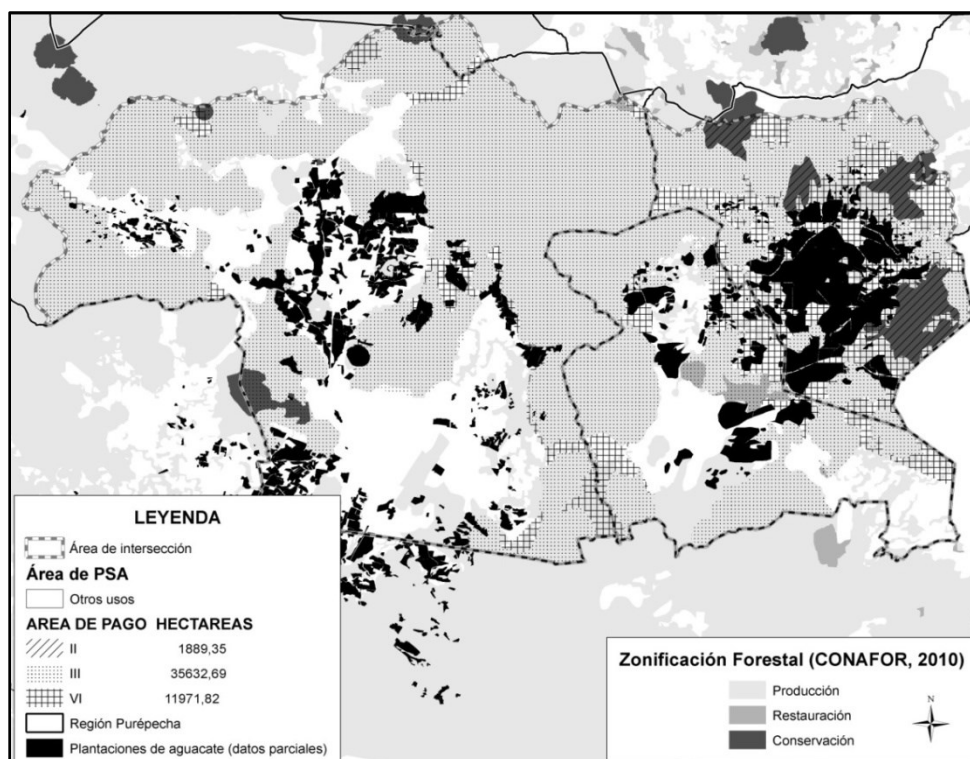 LEYENDA
Área de intersección
Área de PSA
Otros usos
AREA DE PAGO HECTAREAS
II 1889,35
III 35632,69
VI 11971,82
Región Purépecha
Plantaciones de aguacate (datos parciales)
Zonificación Forestal (CONAFOR, 2010)
Producción
Restauración
Conservación
N